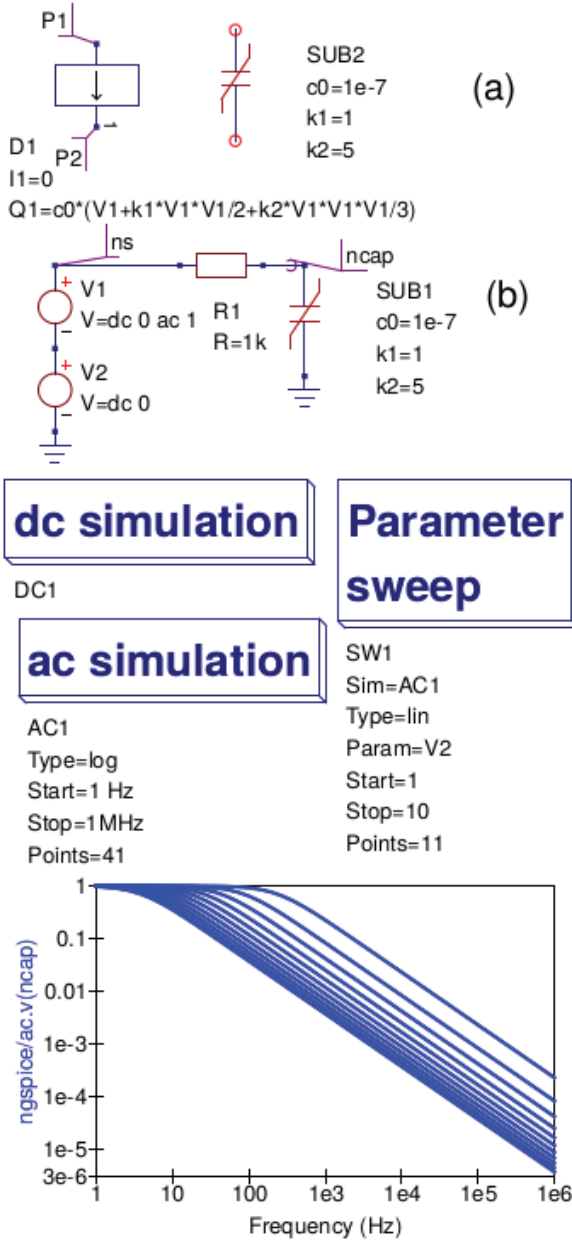 P1
SUB2
c0=1e-7
k1=1
k2=5
(a)
1
D1
P2
I1=0
Q1=c0*(V1+k1*V1*V1/2+k2*V1*V1*V1/3)
ns
ncap
+
V1
V=dc 0 ac 1
–
R1
R=1k
SUB1
c0=1e-7
k1=1
k2=5
(b)
+
V2
V=dc 0
–
dc simulation
DC1
Parameter
sweep
ac simulation
SW1
Sim=AC1
Type=lin
Param=V2
Start=1
Stop=10
Points=11
AC1
Type=log
Start=1 Hz
Stop=1MHz
Points=41
ngspice/ac.v(ncap)
1
0.1
0.01
1e-3
1e-4
1e-5
3e-6
1
10
100
1e3
1e4
1e5
1e6
Frequency (Hz)